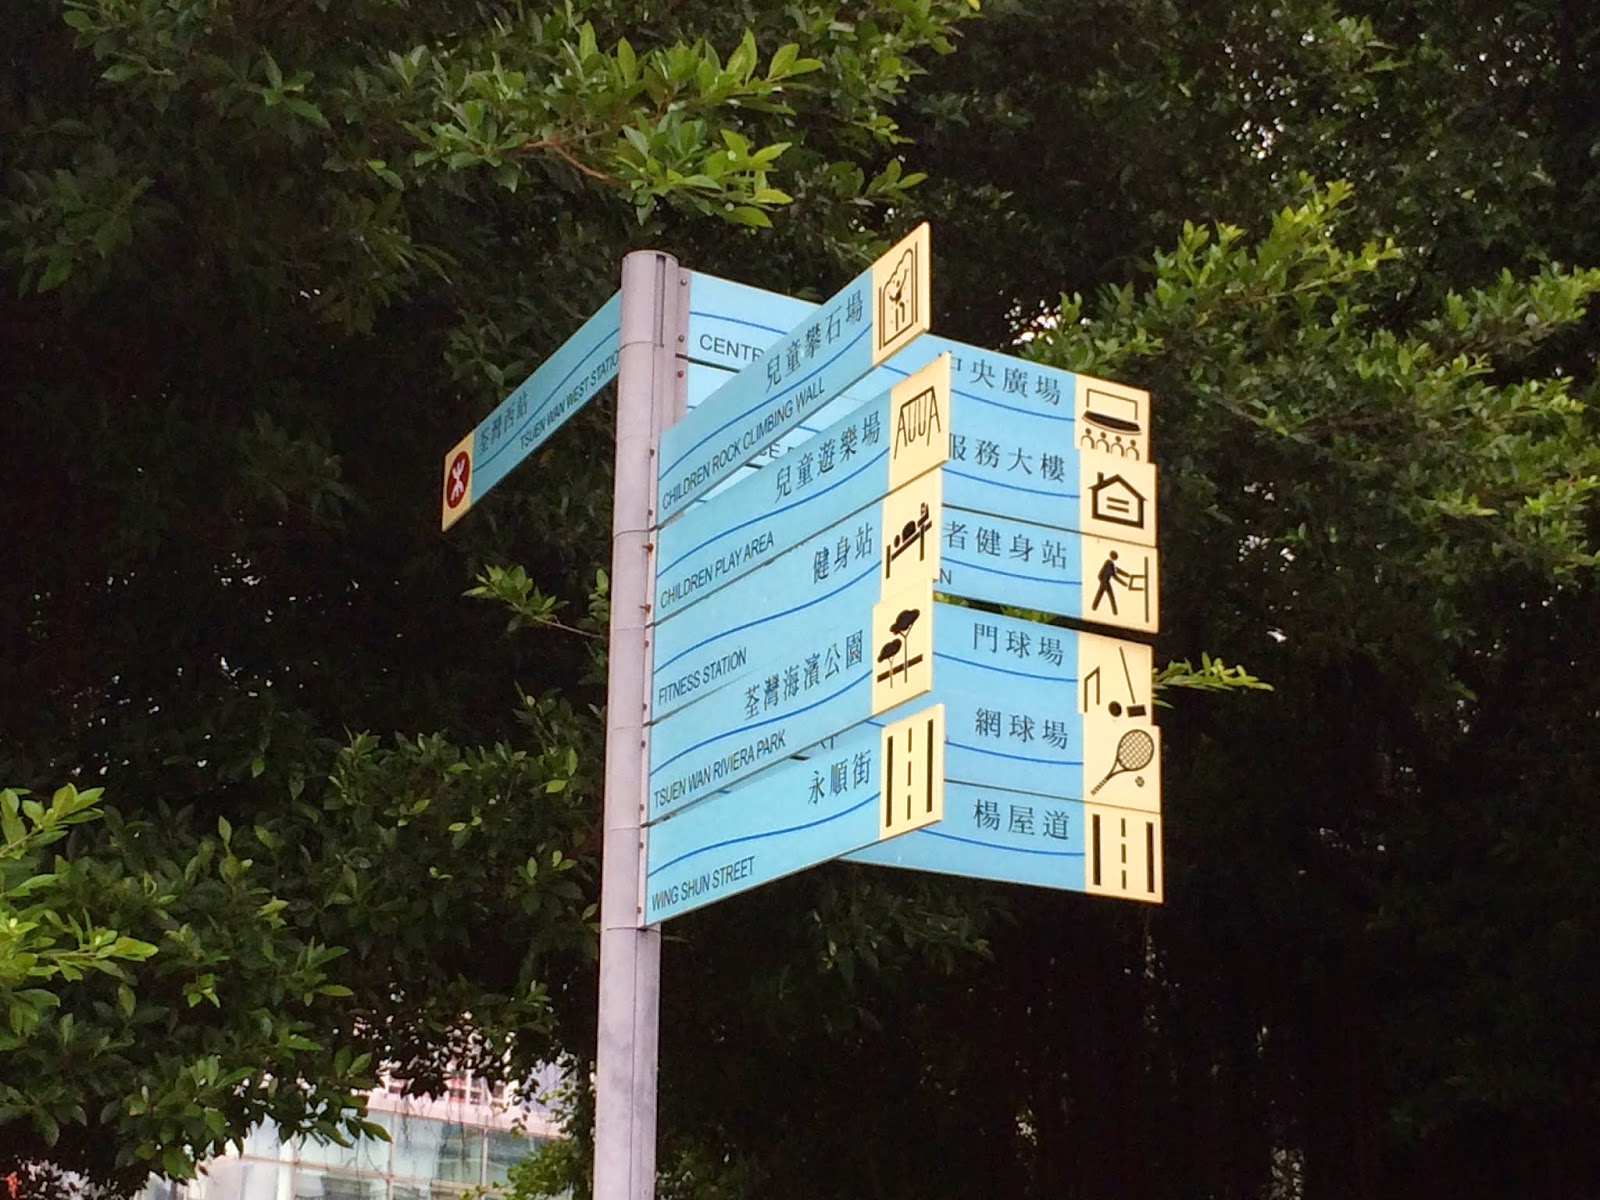 荃灣西站
TSUEN WAN WEST
兒童攀石場
CHILDREN ROCK CLIMBING WALL
兒童遊樂場
CHILDREN PLAY AREA
健身站
FITNESS STATION
荃灣海濱公園
TSUEN WAN RIVIERA PARK
永順街
WING SHUN STREET
中央廣場
服務大樓
者健身站
門球場
網球場
楊屋道